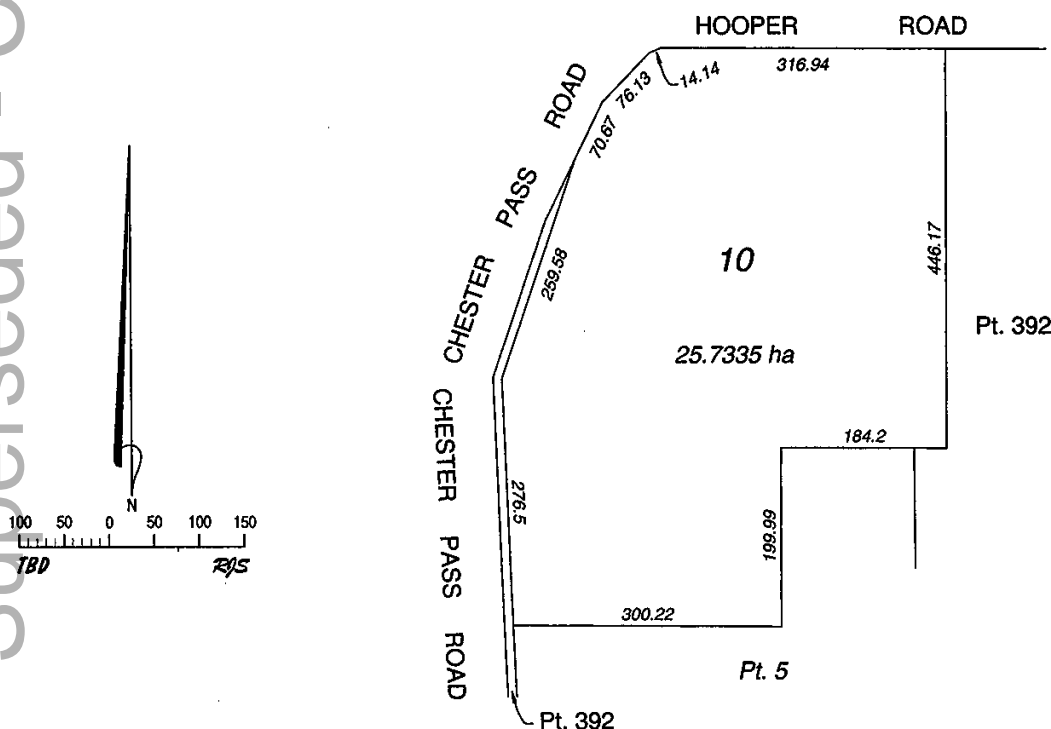 Superseded - C
HOOPER ROAD
316.94
14.14
76.13
70.67
CHESTER PASS ROAD
259.58
10
446.17
Pt. 392
25.7335 ha
184.2
CHESTER PASS ROAD
276.5
199.99
300.22
Pt. 5
Pt. 392
N
100 50 0 50 100 150
TBD RJS